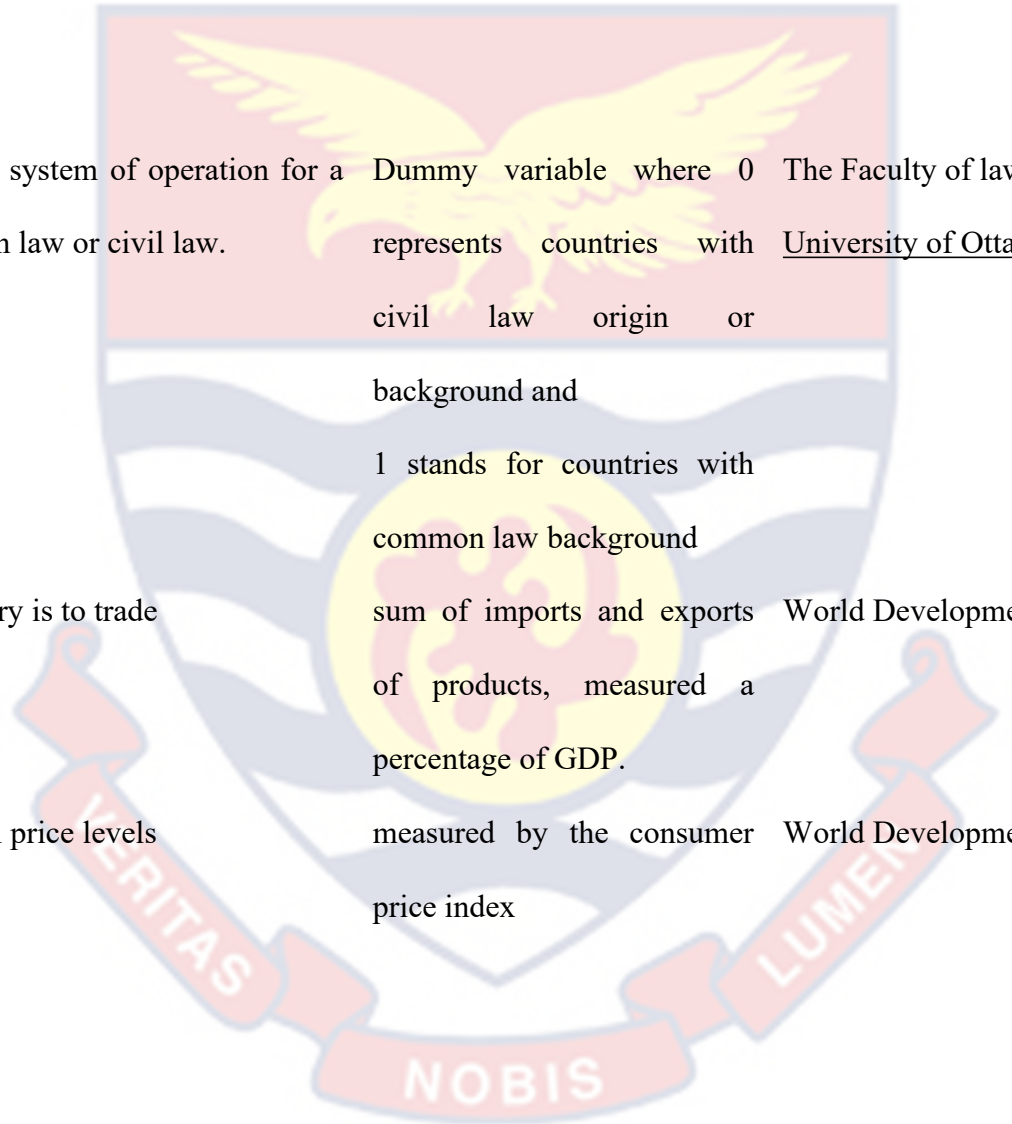 system of operation for a Dummy variable where 0 The Faculty of law
law or civil law. represents countries with University of Otta
civil law origin or
background and
1 stands for countries with
common law background
ry is to trade sum of imports and exports World Developme
of products, measured a
percentage of GDP.
price levels measured by the consumer World Developme
price index
VERITAS
NOBIS
LUMEN